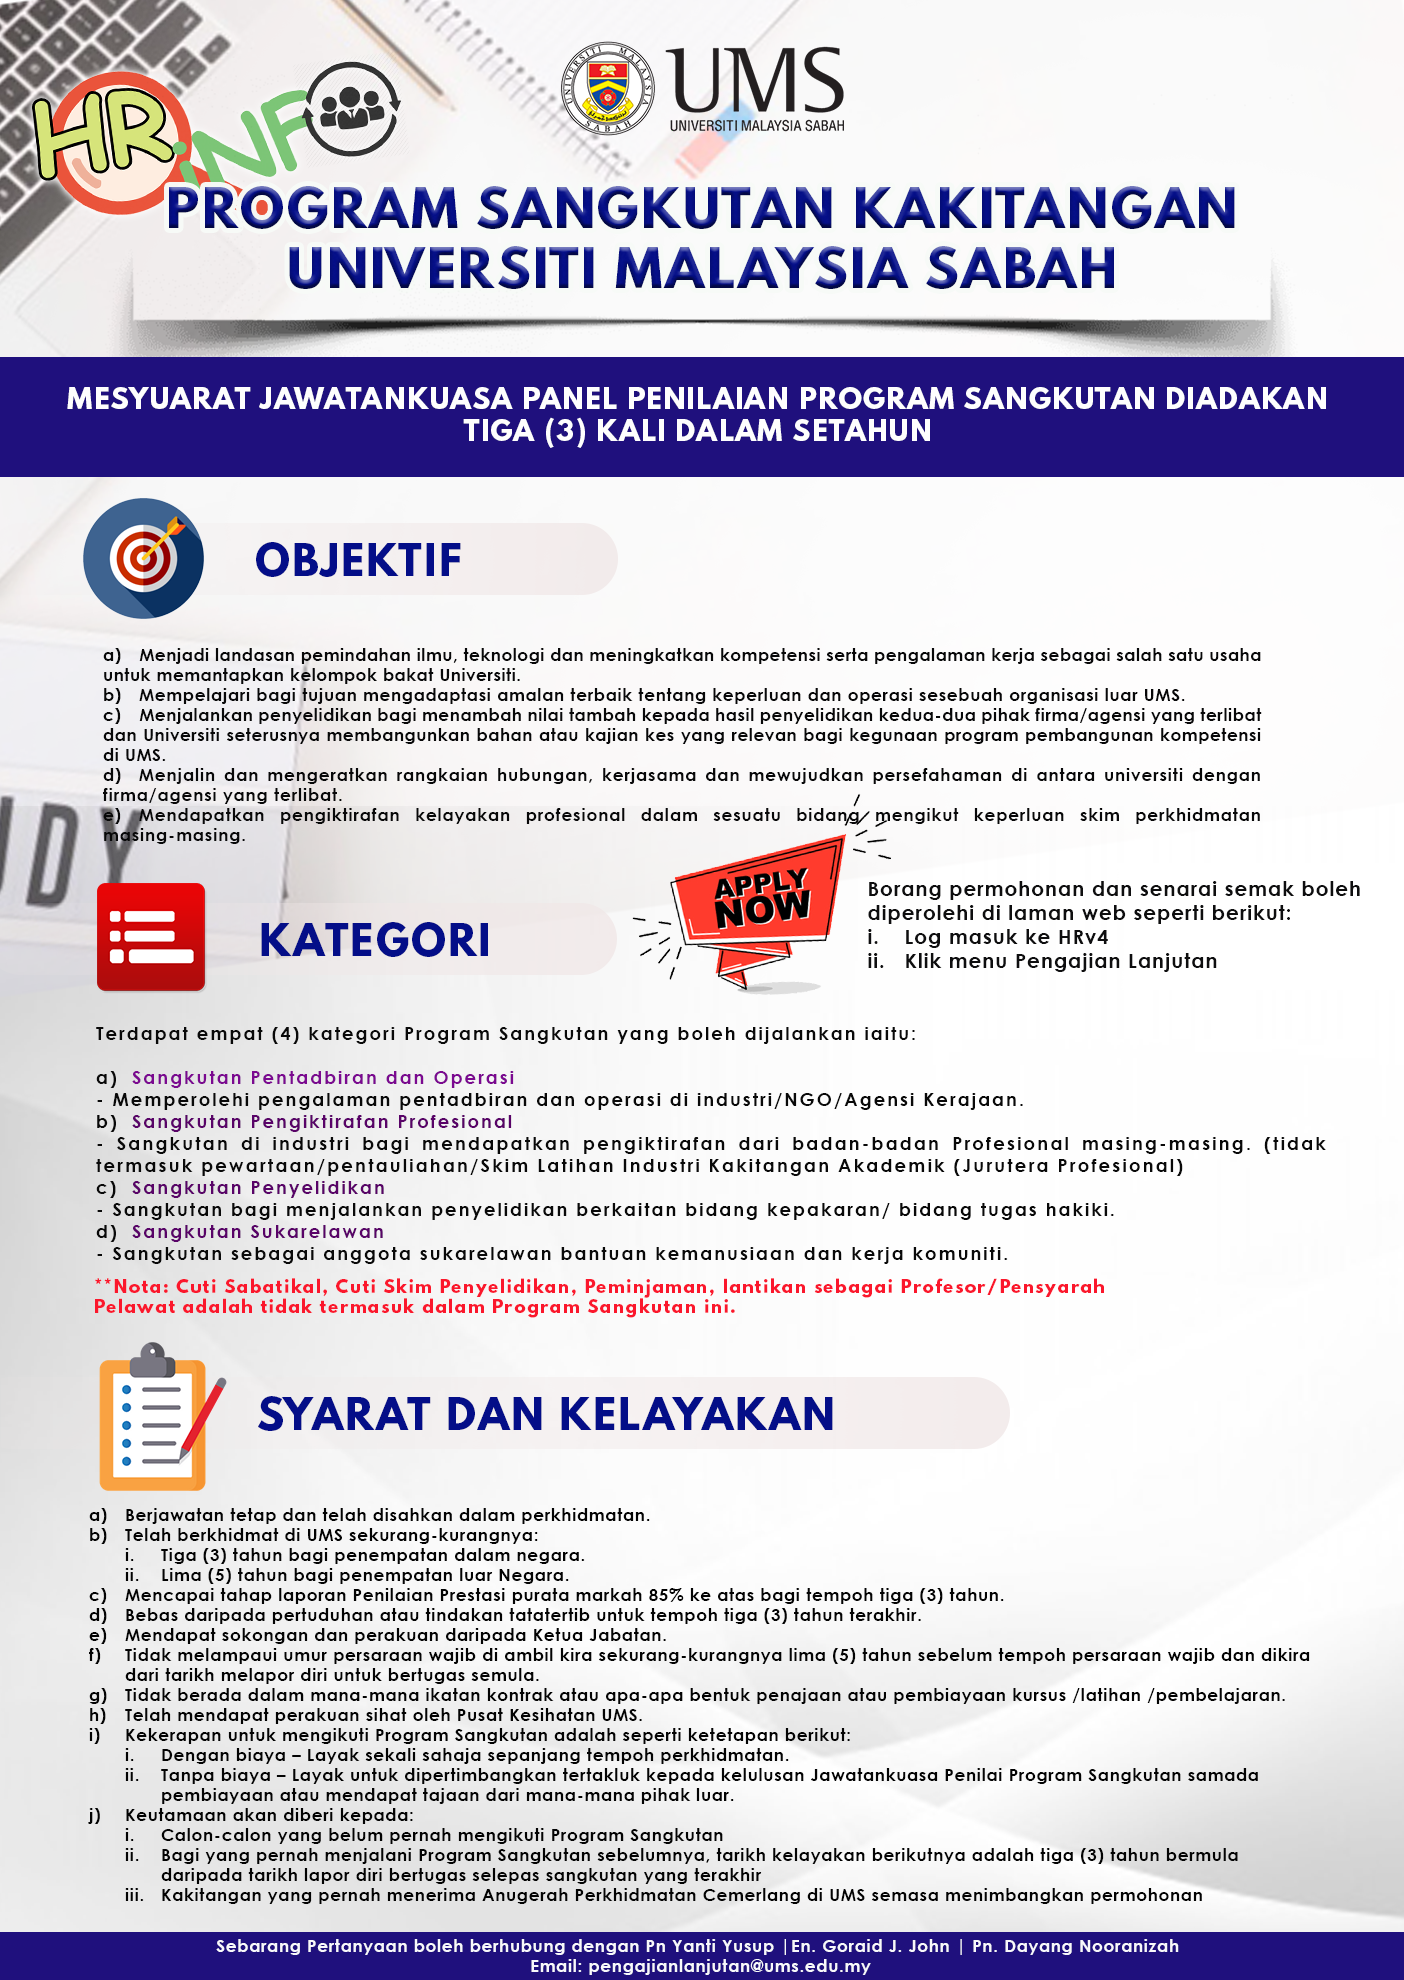 HR:INFO
UNIVERSITI MALAYSIA SABAH
UMS
UNIVERSITI MALAYSIA SABAH
PROGRAM SANGKUTAN KAKITANGAN
UNIVERSITI MALAYSIA SABAH
MESYUARAT JAWATANKUASA PANEL PENILAIAN PROGRAM SANGKUTAN DIADAKAN
TIGA (3) KALI DALAM SETAHUN
OBJEKTIF
a) Menjadi landasan pemindahan ilmu, teknologi dan meningkatkan kompetensi serta pengalaman kerja sebagai salah satu usaha
untuk memantapkan kelompok bakat Universiti.
b) Mempelajari bagi tujuan mengadaptasi amalan terbaik tentang keperluan dan operasi sesebuah organisasi luar UMS.
c) Menjalankan penyelidikan bagi menambah nilai tambah kepada hasil penyelidikan kedua-dua pihak firma/agensi yang terlibat
dan Universiti seterusnya membangunkan bahan atau kajian kes yang relevan bagi kegunaan program pembangunan kompetensi
di UMS.
d) Menjalin dan mengeratkan rangkaian hubungan, kerjasama dan mewujudkan persefahaman di antara universiti dengan
firma/agensi yang terlibat.
e) Mendapatkan pengiktirafan kelayakan profesional dalam sesuatu bidang mengikut keperluan skim perkhidmatan
masing-masing.
UDY
KATEGORI
APPLY
NOW
Borang permohonan dan senarai semak boleh
diperolehi di laman web seperti berikut:
i. Log masuk ke HRv4
ii. Klik menu Pengajian Lanjutan
Terdapat empat (4) kategori Program Sangkutan yang boleh dijalankan iaitu:
a) Sangkutan Pentadbiran dan Operasi
- Memperolehi pengalaman pentadbiran dan operasi di industri/NGO/Agensi Kerajaan.
b) Sangkutan Pengiktirafan Profesional
- Sangkutan di industri bagi mendapatkan pengiktirafan dari badan-badan Profesional masing-masing. (tidak
termasuk pewartaan/pentauliahan/Skim Latihan Industri Kakitangan Akademik (Jurutera Profesional)
c) Sangkutan Penyelidikan
- Sangkutan bagi menjalankan penyelidikan berkaitan bidang kepakaran/ bidang tugas hakiki.
d) Sangkutan Sukarelawan
- Sangkutan sebagai anggota sukarelawan bantuan kemanusiaan dan kerja komuniti.
**Nota: Cuti Sabatikal, Cuti Skim Penyelidikan, Peminjaman, lantikan sebagai Profesor/Pensyarah
Pelawat adalah tidak termasuk dalam Program Sangkutan ini.
SYARAT DAN KELAYAKAN
a) Berjawatan tetap dan telah disahkan dalam perkhidmatan.
b) Telah berkhidmat di UMS sekurang-kurangnya:
i. Tiga (3) tahun bagi penempatan dalam negara.
ii. Lima (5) tahun bagi penempatan luar Negara.
c) Mencapai tahap laporan Penilaian Prestasi purata markah 85% ke atas bagi tempoh tiga (3) tahun.
d) Bebas daripada pertuduhan atau tindakan tatatertib untuk tempoh tiga (3) tahun terakhir.
e) Mendapat sokongan dan perakuan daripada Ketua Jabatan.
f) Tidak melampaui umur persaraan wajib di ambil kira sekurang-kurangnya lima (5) tahun sebelum tempoh persaraan wajib dan dikira
dari tarikh melapor diri untuk bertugas semula.
g) Tidak berada dalam mana-mana ikatan kontrak atau apa-apa bentuk penajaan atau pembiayaan kursus /latihan /pembelajaran.
h) Telah mendapat perakuan sihat oleh Pusat Kesihatan UMS.
i) Kekerapan untuk mengikuti Program Sangkutan adalah seperti ketetapan berikut:
i. Dengan biaya – Layak sekali sahaja sepanjang tempoh perkhidmatan.
ii. Tanpa biaya – Layak untuk dipertimbangkan tertakluk kepada kelulusan Jawatankuasa Penilai Program Sangkutan samada
pembiayaan atau mendapat tajaan dari mana-mana pihak luar.
j) Keutamaan akan diberi kepada:
i. Calon-calon yang belum pernah mengikuti Program Sangkutan
ii. Bagi yang pernah menjalani Program Sangkutan sebelumnya, tarikh kelayakan berikutnya adalah tiga (3) tahun bermula
daripada tarikh lapor diri bertugas selepas sangkutan yang terakhir
iii. Kakitangan yang pernah menerima Anugerah Perkhidmatan Cemerlang di UMS semasa menimbangkan permohonan
Sebarang Pertanyaan boleh berhubung dengan Pn Yanti Yusup |En. Goraid J. John | Pn. Dayang Nooranizah
Email: pengajianlanjutan@ums.edu.my